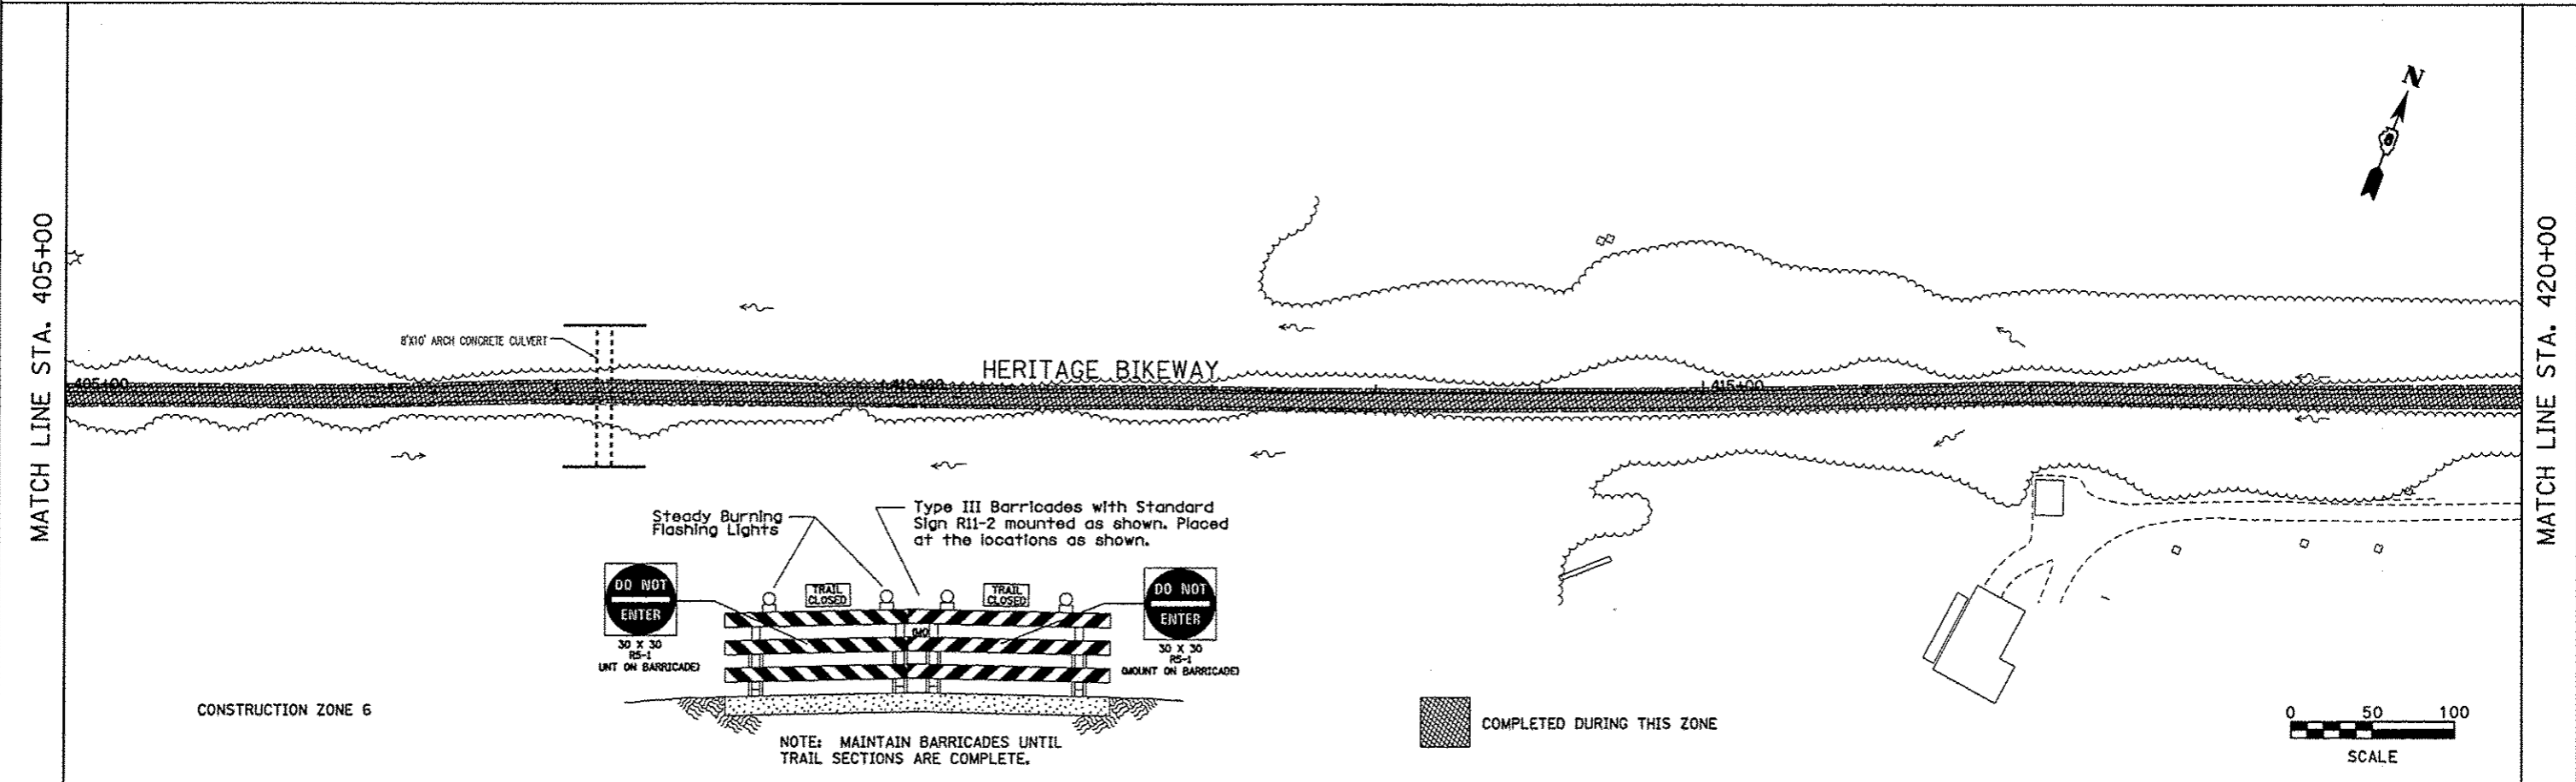 N
MATCH LINE STA. 405+00
MATCH LINE STA. 420+00
8'X10' ARCH CONCRETE CULVERT
HERITAGE BIKEWAY
405+00
410+00
415+00
Steady Burning
Flashing Lights
Type III Barricades with Standard
Sign R11-2 mounted as shown. Placed
at the locations as shown.
DO NOT
ENTER
30 X 30
R5-1
UNT ON BARRICADE)
TRAIL
CLOSED
TRAIL
CLOSED
DO NOT
ENTER
30 X 30
R5-1
(MOUNT ON BARRICADE)
CONSTRUCTION ZONE 6
NOTE: MAINTAIN BARRICADES UNTIL
TRAIL SECTIONS ARE COMPLETE.
COMPLETED DURING THIS ZONE
0 50 100
SCALE